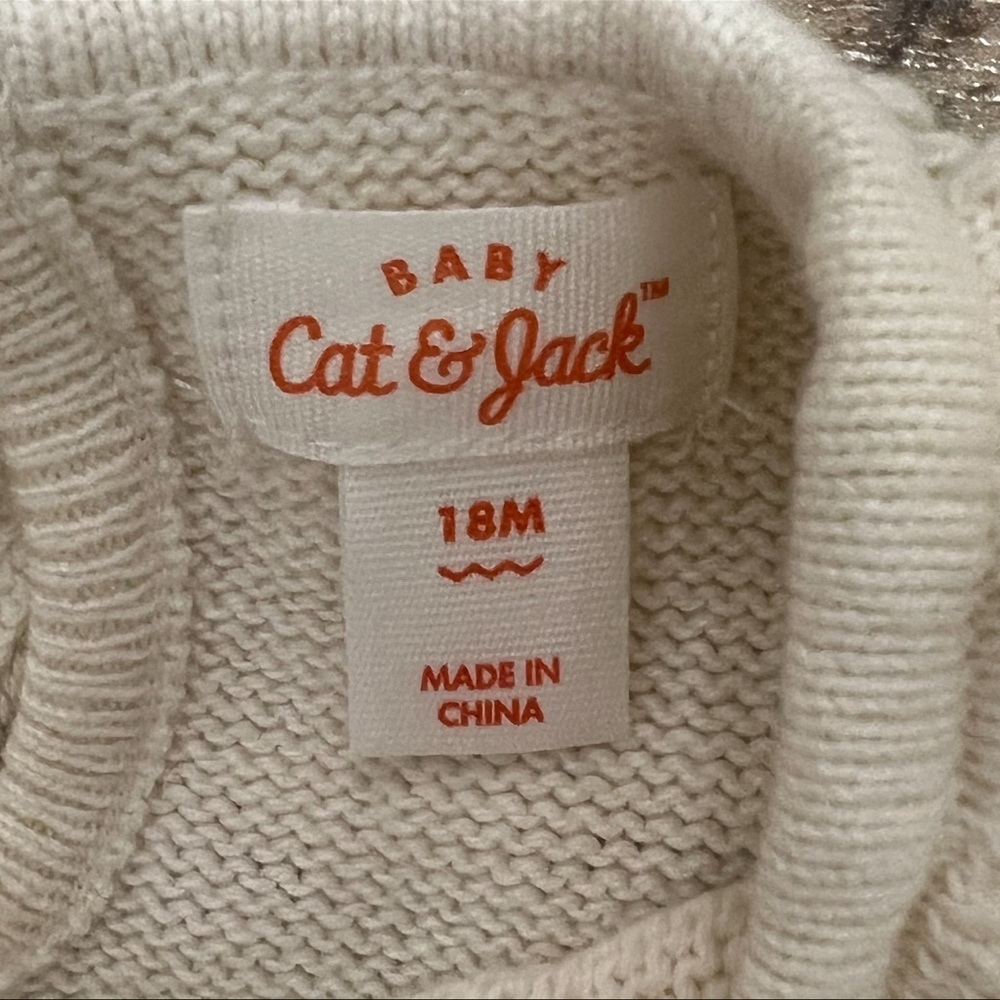 BABY
Cat & Jack™
18M
MADE IN
CHINA